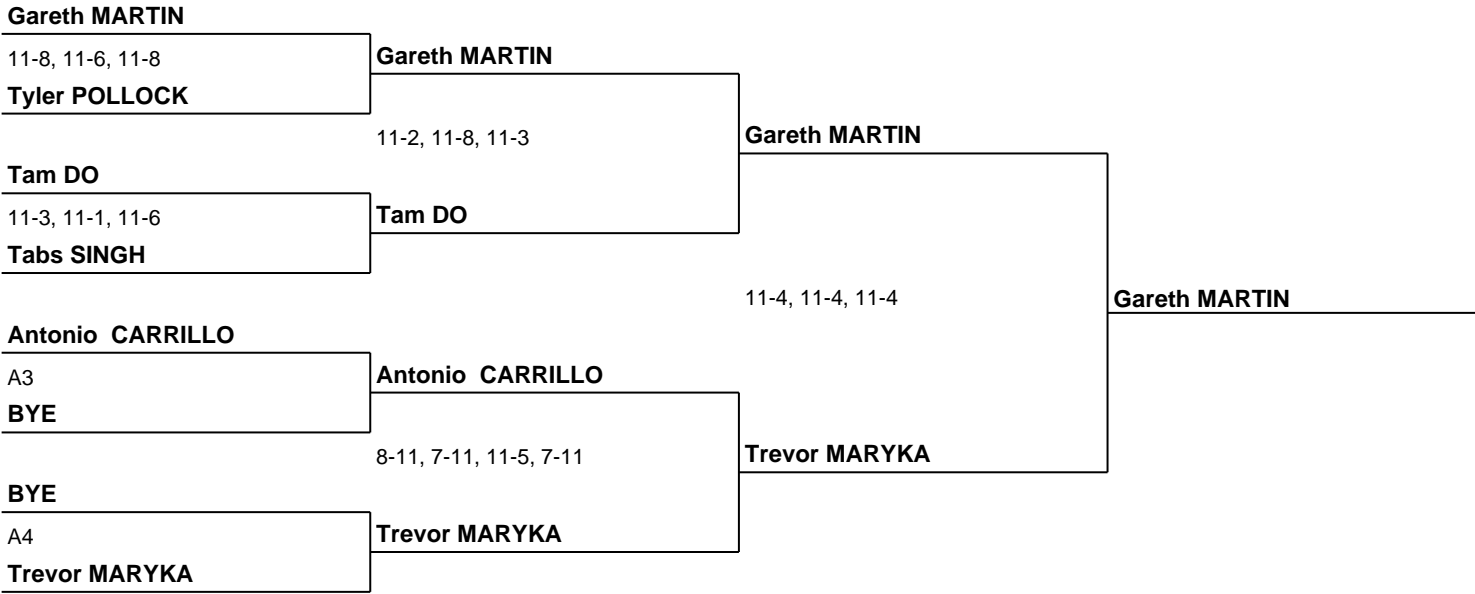 Gareth MARTIN
11-8, 11-6, 11-8
Gareth MARTIN
Tyler POLLOCK
11-2, 11-8, 11-3
Gareth MARTIN
Tam DO
11-3, 11-1, 11-6
Tam DO
Tabs SINGH
11-4, 11-4, 11-4
Gareth MARTIN
Antonio  CARRILLO
A3
Antonio  CARRILLO
BYE
8-11, 7-11, 11-5, 7-11
Trevor MARYKA
BYE
A4
Trevor MARYKA
Trevor MARYKA